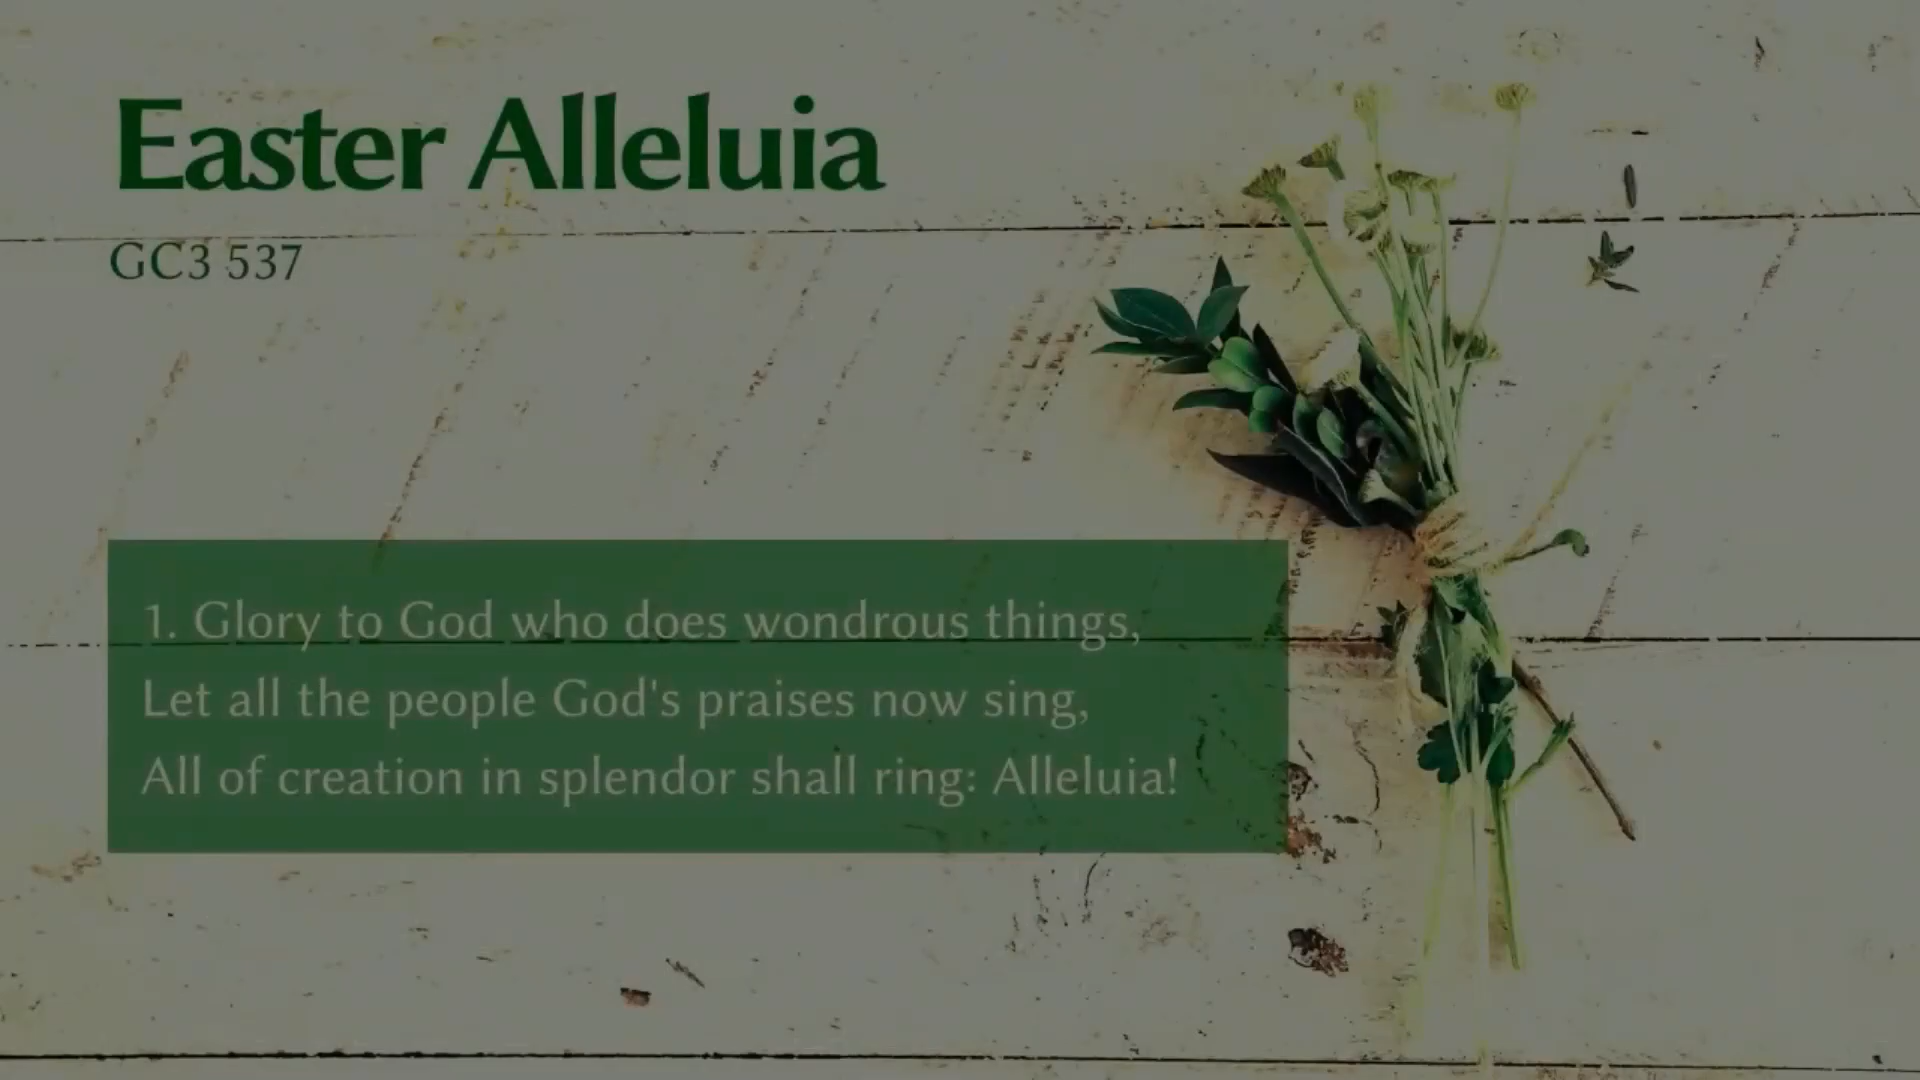 Easter Alleluia
GC3 537
1. Glory to God who does wondrous things,
Let all the people God's praises now sing,
All of creation in splendor shall ring: Alleluia!